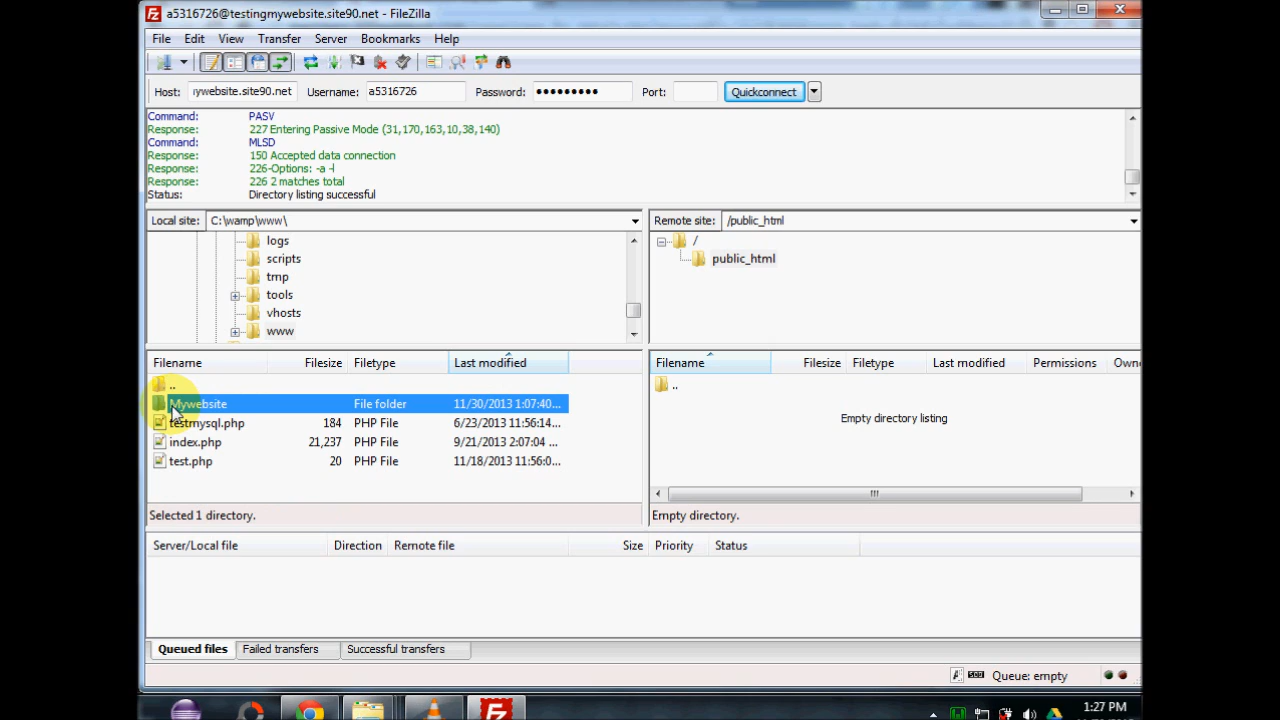 a5316726@testingmywebsite.site90.net - FileZilla
File Edit View Transfer Server Bookmarks Help
Host: ywebsite.site90.net Username: a5316726 Password: ●●●●●●●●● Port: Quickconnect
Command: PASV
Response: 227 Entering Passive Mode (31,170,163,10,38,140)
Command: MLSD
Response: 150 Accepted data connection
Response: 226-Options: -a -l
Response: 226 2 matches total
Status: Directory listing successful
Local site: C:\wamp\www\
logs
scripts
tmp
tools
vhosts
www
Remote site: /public_html
/
public_html
Filename Filesize Filetype Last modified
..
Mywebsite File folder 11/30/2013 1:07:40...
testmysql.php 184 PHP File 6/23/2013 11:56:14...
index.php 21,237 PHP File 9/21/2013 2:07:04 ...
test.php 20 PHP File 11/18/2013 11:56:0...
Selected 1 directory.
Filename Filesize Filetype Last modified Permissions Owne
..
Empty directory listing
Empty directory.
Server/Local file Direction Remote file Size Priority Status
Queued files Failed transfers Successful transfers
Queue: empty
1:27 PM